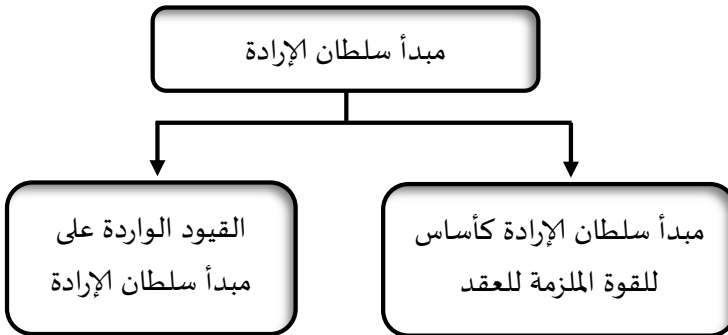 مبدأ سلطان الإرادة
مبدأ سلطان الإرادة كأساس
للقوة الملزمة للعقد
القيود الواردة على
مبدأ سلطان الإرادة